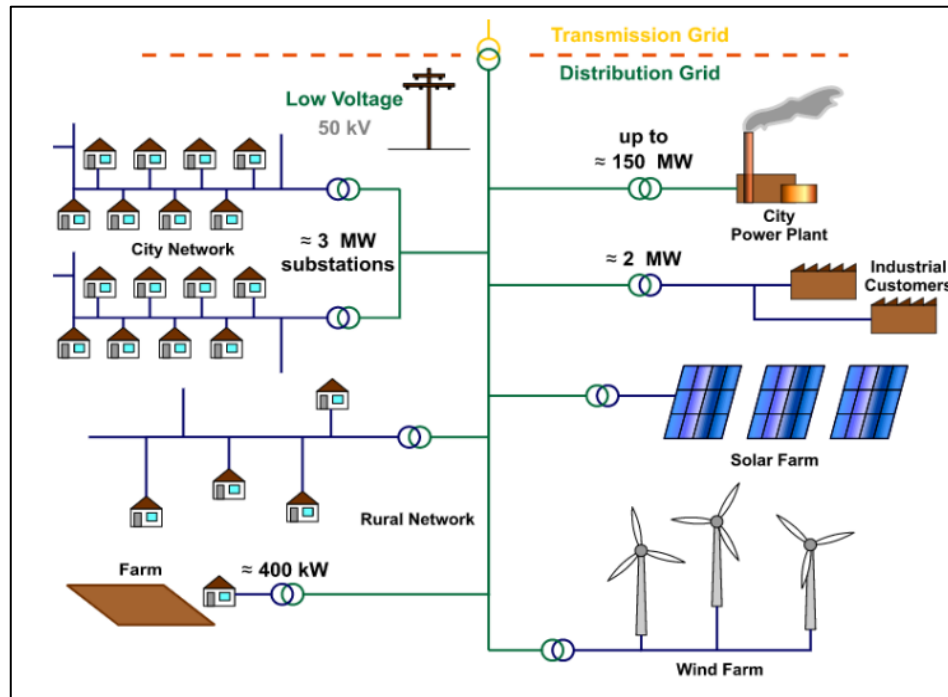 Transmission Grid
Distribution Grid
Low Voltage
50 kV
up to
≈ 150 MW
City
Power Plant
City Network
≈ 3 MW
substations
≈ 2 MW
Industrial
Customers
Solar Farm
Rural Network
Farm
≈ 400 kW
Wind Farm